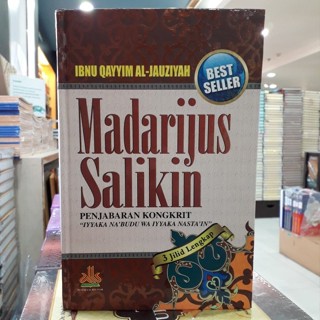 IBNU QAYYIM AL-JAUZIYAH
BEST
SELLER
Madarijus
Salikin
PENJABARAN KONGKRIT
"IYYAKA NA'BUDU WA IYYAKA NASTA'IN"
3 Jilid Lengkap